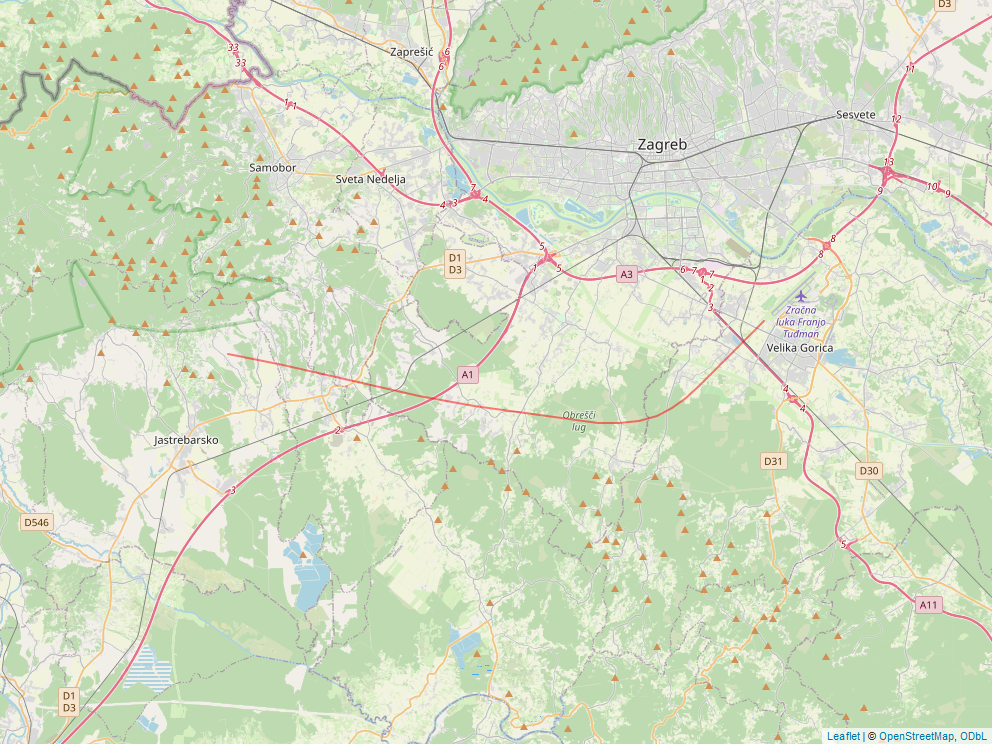 D3
33
6
6
Zaprešić
33
11
1
1
12
Sesvete
Zagreb
13
Samobor
Sveta Nedelja
7
4
3
4
9
10
9
5
8
D1
D3
1
5
A3
6
7
7
8
1
2
3
Zračna
luka Franjo
Tuđman
Velika Gorica
A1
4
4
Obrešči
lug
2
Jastrebarsko
D31
D30
3
D546
5
A11
D1
D3
Leaflet | © OpenStreetMap, ODbL